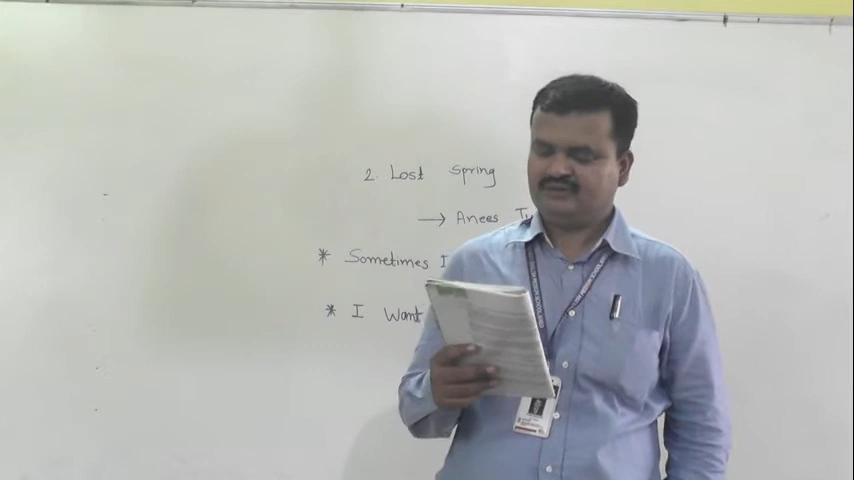 2. Lost Spring
→ Anees
* Sometimes I
* I Want